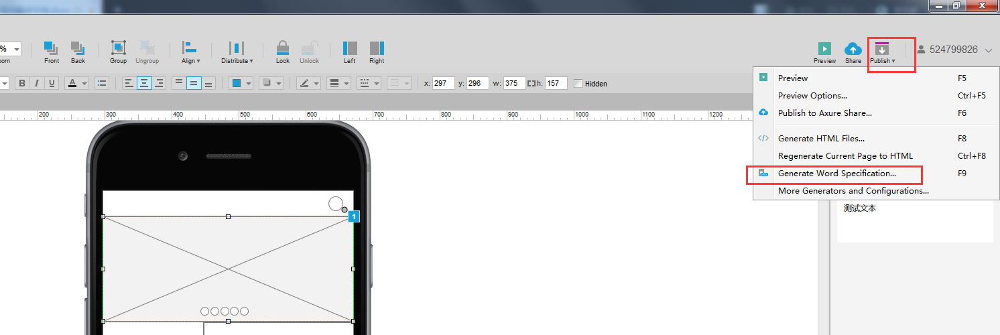 %
oom
Front
Back
Group
Ungroup
Align ▾
Distribute ▾
Lock
Unlock
Left
Right
Preview
Share
Publish ▾
524799826
B I U A
x: 297 y: 296 w: 375 h: 157 Hidden
200 300 400 500 600 700 800 900 1000 1100 1200
Preview F5
Preview Options... Ctrl+F5
Publish to Axure Share... F6
</> Generate HTML Files... F8
Regenerate Current Page to HTML Ctrl+F8
Generate Word Specification... F9
More Generators and Configurations...
测试文本
1